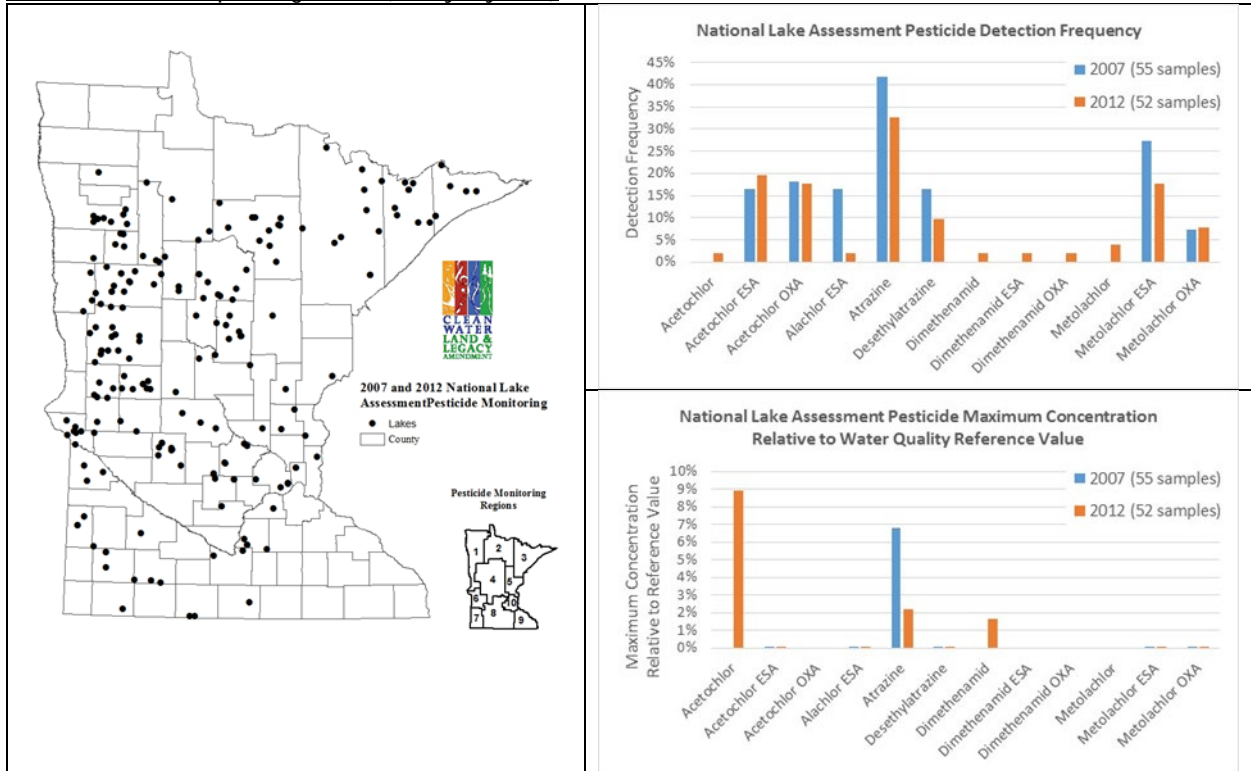 CLEAN
WATER
LAND &
LEGACY
AMENDMENT
2007 and 2012 National Lake
AssessmentPesticide Monitoring
Lakes
County
Pesticide Monitoring
Regions
1
2
3
4
5
6
10
7
8
9
National Lake Assessment Pesticide Detection Frequency
2007 (55 samples)
2012 (52 samples)
Detection Frequency
45%
40%
35%
30%
25%
20%
15%
10%
5%
0%
Acetochlor
Acetochlor ESA
Acetochlor OXA
Alachlor ESA
Atrazine
Desethylatrazine
Dimethenamid
Dimethenamid ESA
Dimethenamid OXA
Metolachlor
Metolachlor ESA
Metolachlor OXA
National Lake Assessment Pesticide Maximum Concentration
Relative to Water Quality Reference Value
2007 (55 samples)
2012 (52 samples)
Maximum Concentration
Relative to Reference Value
10%
9%
8%
7%
6%
5%
4%
3%
2%
1%
0%
Acetochlor
Acetochlor ESA
Acetochlor OXA
Alachlor ESA
Atrazine
Desethylatrazine
Dimethenamid
Dimethenamid ESA
Dimethenamid OXA
Metolachlor
Metolachlor ESA
Metolachlor OXA